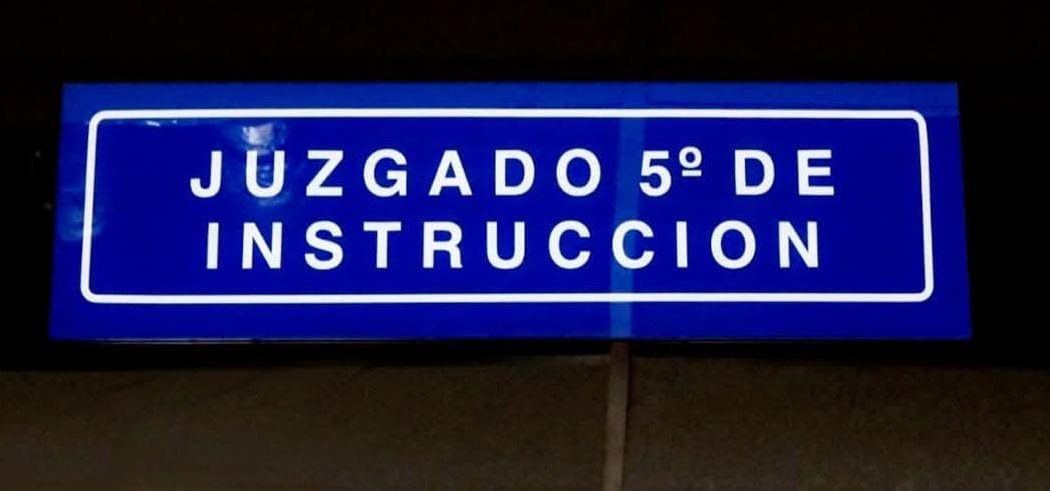 JUZGADO 5º DE
INSTRUCCION